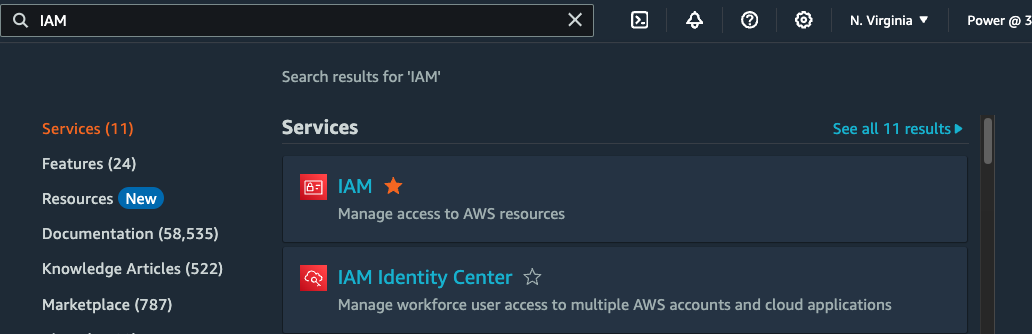 IAM
N. Virginia
Power @ 3
Search results for 'IAM'
Services (11)
Features (24)
Resources New
Documentation (58,535)
Knowledge Articles (522)
Marketplace (787)
Services
See all 11 results
IAM
Manage access to AWS resources
IAM Identity Center
Manage workforce user access to multiple AWS accounts and cloud applications